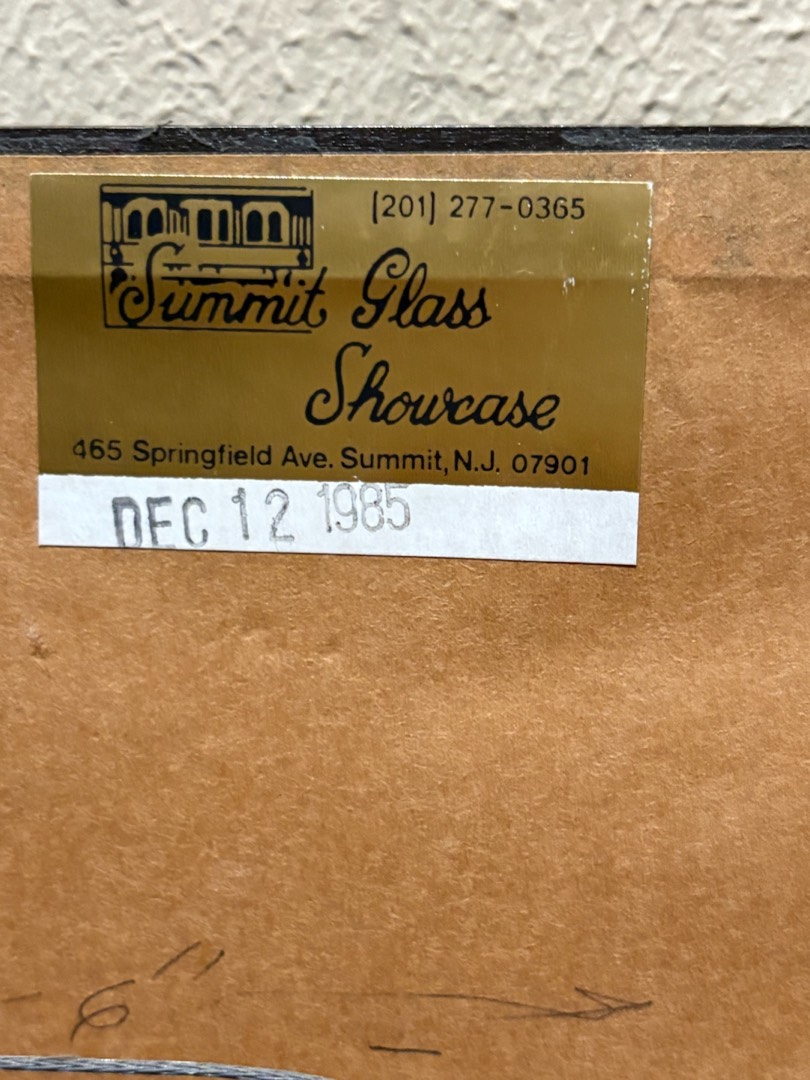 (201) 277-0365
Summit Glass
Showcase
465 Springfield Ave. Summit, N.J. 07901
DEC 12 1985
6"